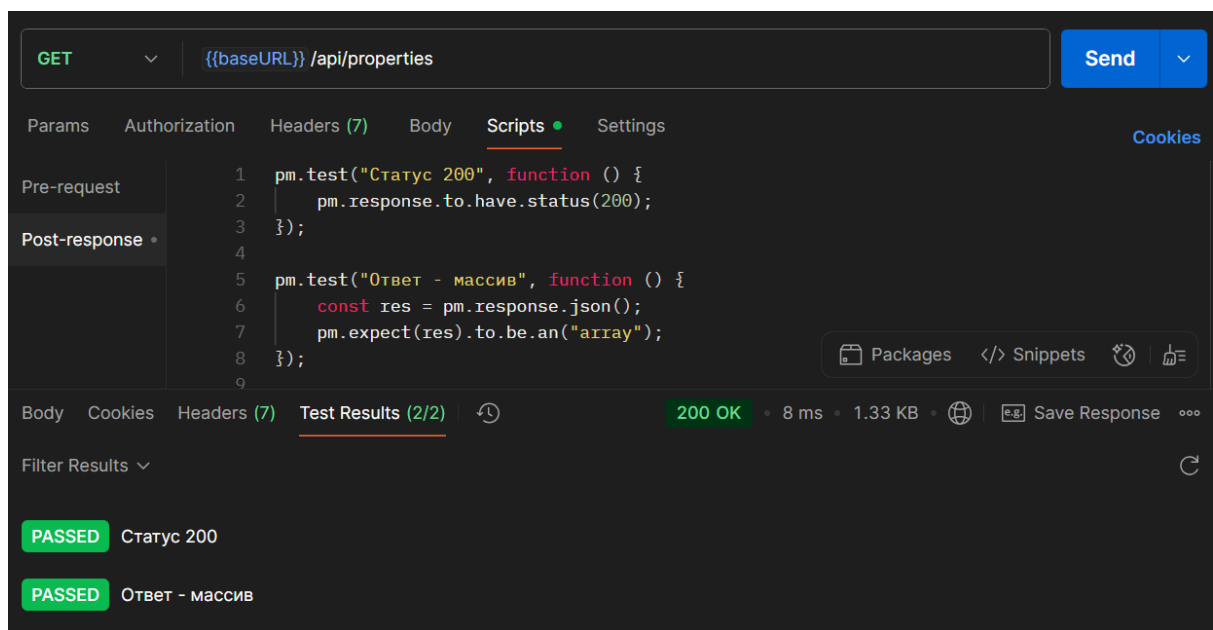 GET {{baseURL}} /api/properties Send
Params Authorization Headers (7) Body Scripts Settings Cookies
Pre-request
Post-response
1 pm.test("Статус 200", function () {
2 pm.response.to.have.status(200);
3 });
4
5 pm.test("Ответ - массив", function () {
6 const res = pm.response.json();
7 pm.expect(res).to.be.an("array");
8 });
9
Packages </> Snippets
Body Cookies Headers (7) Test Results (2/2) 200 OK • 8 ms • 1.33 KB • e.g. Save Response
Filter Results
PASSED Статус 200
PASSED Ответ - массив